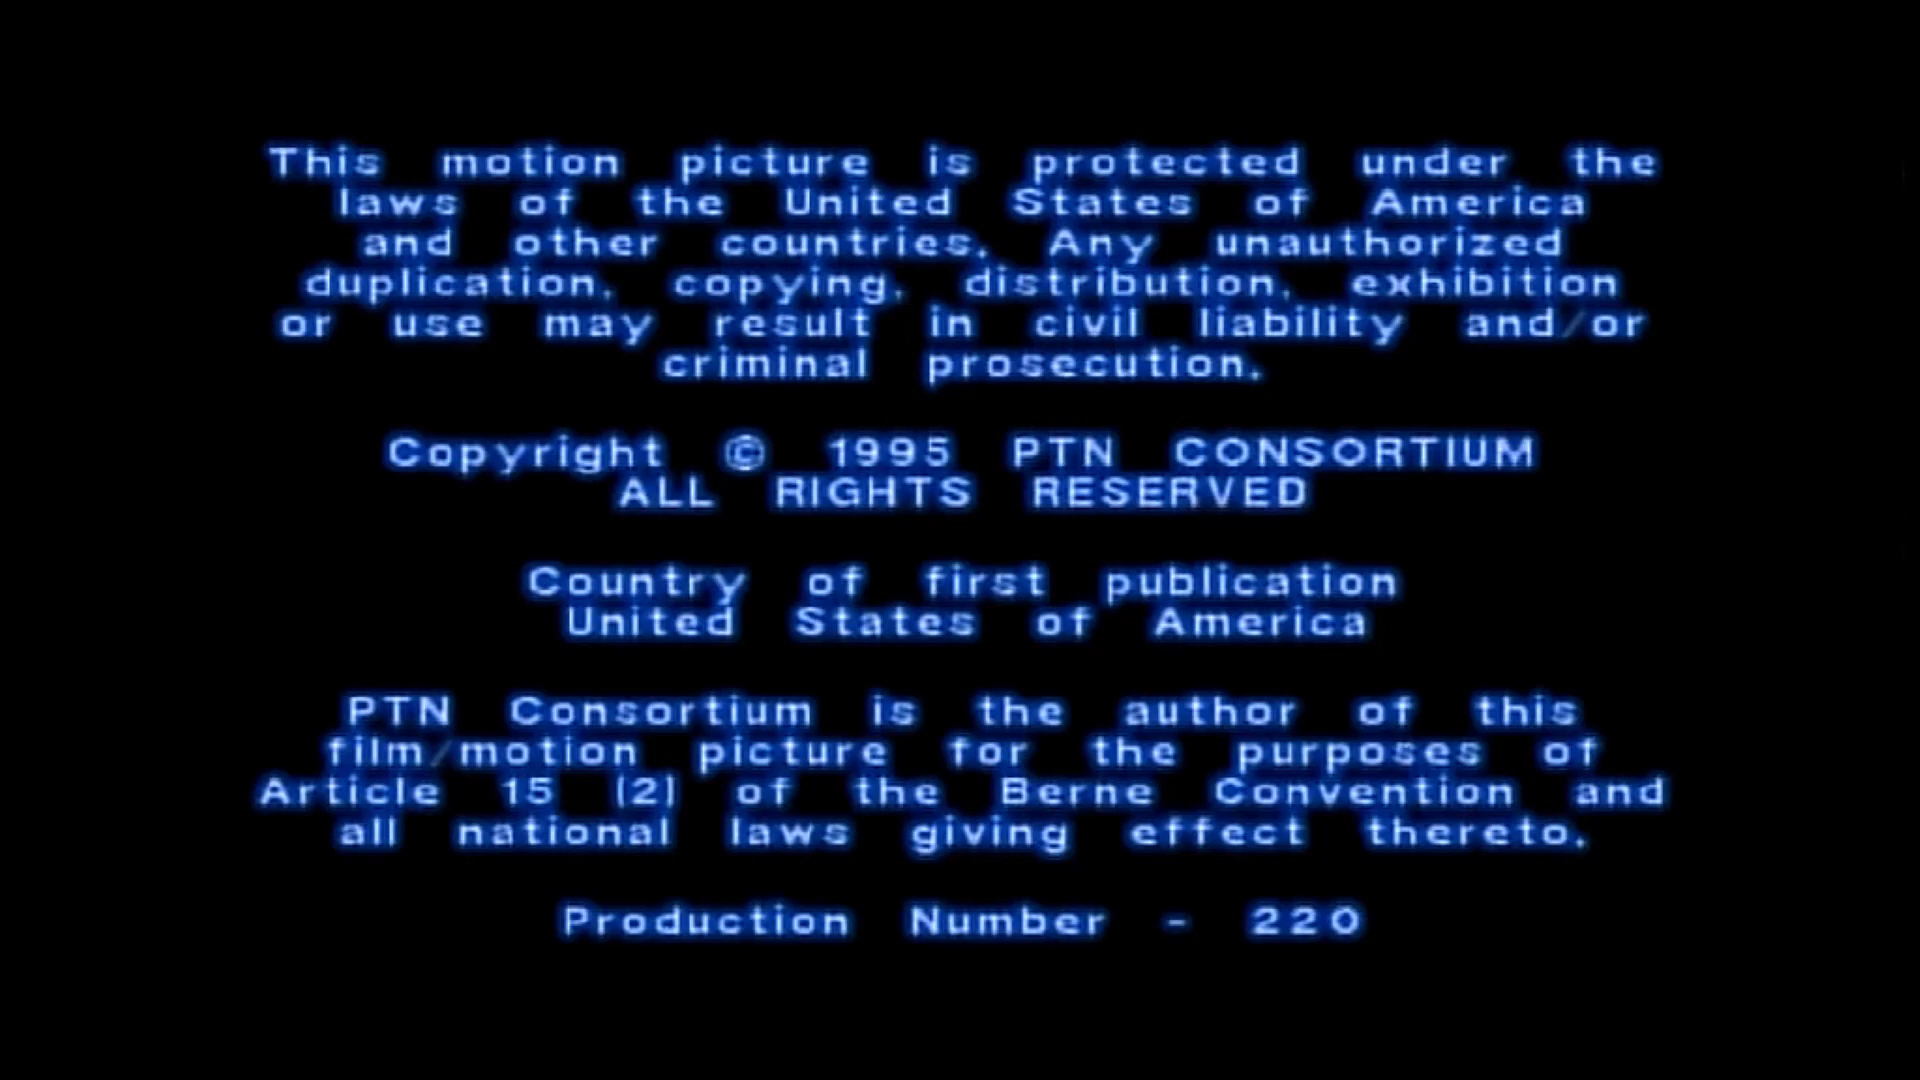 This motion picture is protected under the
laws of the United States of America
and other countries. Any unauthorized
duplication, copying, distribution, exhibition
or use may result in civil liability and/or
criminal prosecution.
Copyright © 1995 PTN CONSORTIUM
ALL RIGHTS RESERVED
Country of first publication
United States of America
PTN Consortium is the author of this
film/motion picture for the purposes of
Article 15 (2) of the Berne Convention and
all national laws giving effect thereto.
Production Number - 220